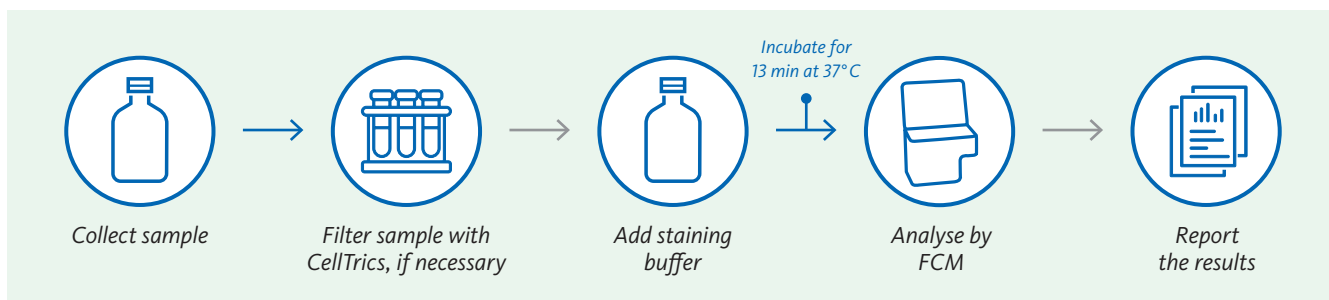 Incubate for
13 min at 37°C
Collect sample
Filter sample with
CellTrics, if necessary
Add staining
buffer
Analyse by
FCM
Report
the results